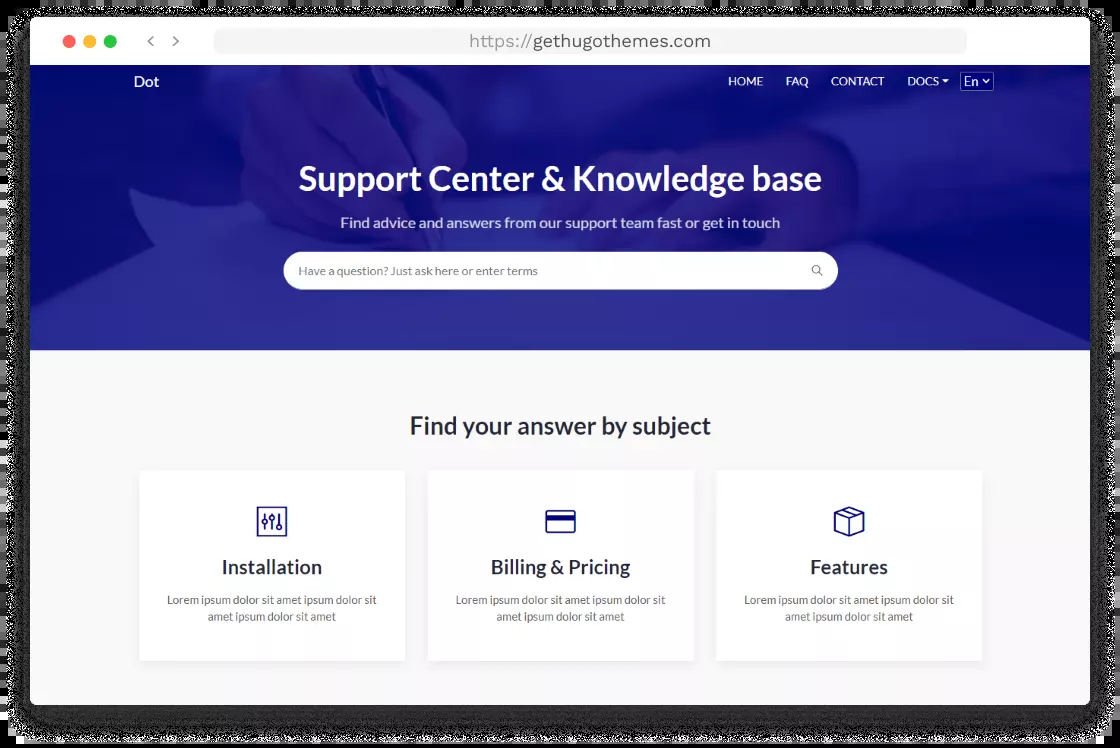 https://gethugothemes.com
Dot
HOME FAQ CONTACT DOCS En
Support Center & Knowledge base
Find advice and answers from our support team fast or get in touch
Have a question? Just ask here or enter terms
Find your answer by subject
Installation
Lorem ipsum dolor sit amet ipsum dolor sit
amet ipsum dolor sit amet
Billing & Pricing
Lorem ipsum dolor sit amet ipsum dolor sit
amet ipsum dolor sit amet
Features
Lorem ipsum dolor sit amet ipsum dolor sit
amet ipsum dolor sit amet